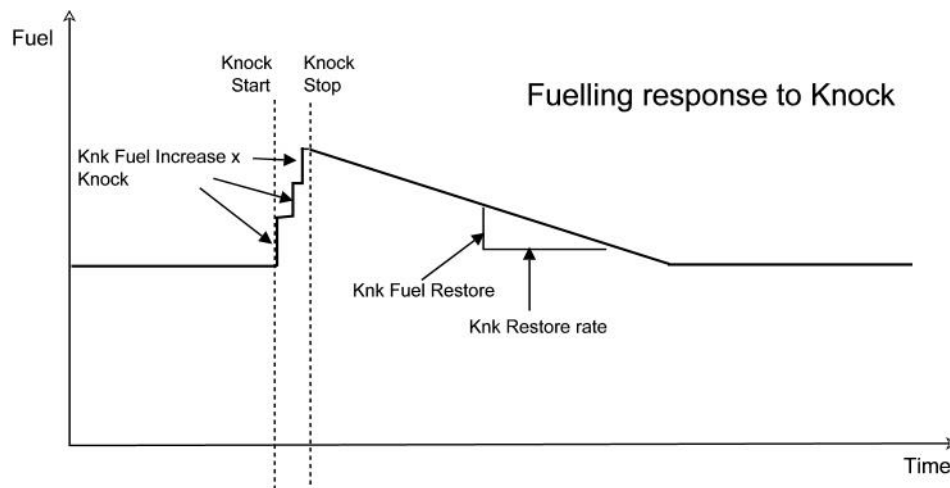 Fuel
Knock
Start
Knock
Stop
Fuelling response to Knock
Knk Fuel Increase x
Knock
Knk Fuel Restore
Knk Restore rate
Time